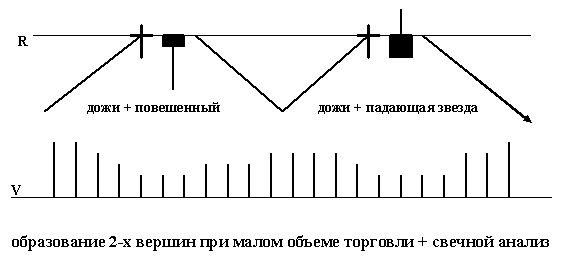 R
дожи + повешенный
дожи + падающая звезда
V
образование 2-х вершин при малом объеме торговли + свечной анализ